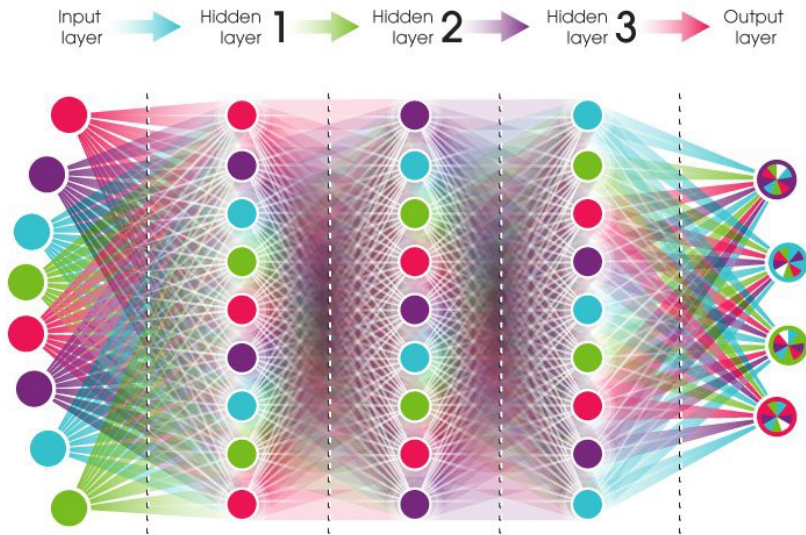 Input
layer
Hidden
layer 1
Hidden
layer 2
Hidden
layer 3
Output
layer